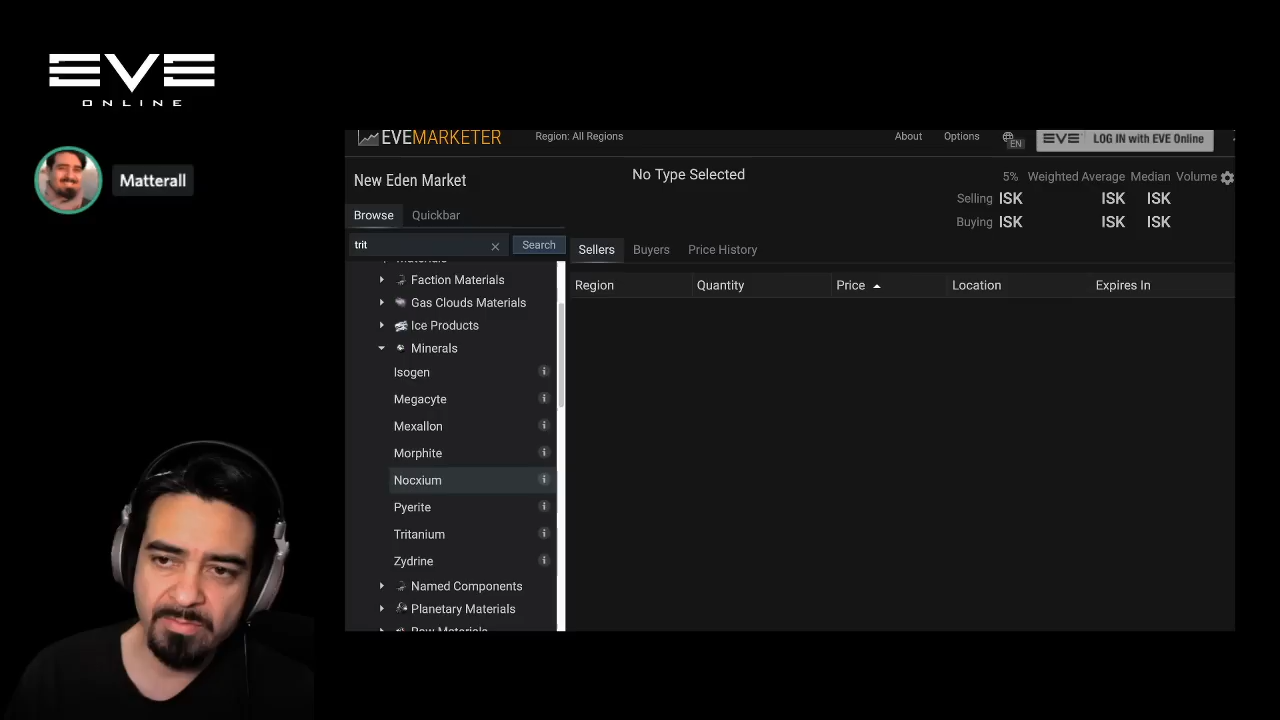 EVE
ONLINE
Matterall
EVEMARKETER
Region: All Regions
About
Options
EN
EVE
LOG IN with EVE Online
New Eden Market
No Type Selected
5% Weighted Average Median Volume
Selling ISK ISK ISK
Buying ISK ISK ISK
Browse
Quickbar
trit
Search
Sellers
Buyers
Price History
Region
Quantity
Price
Location
Expires In
Materials
Faction Materials
Gas Clouds Materials
Ice Products
Minerals
Isogen
Megacyte
Mexallon
Morphite
Nocxium
Pyerite
Tritanium
Zydrine
Named Components
Planetary Materials
Raw Materials